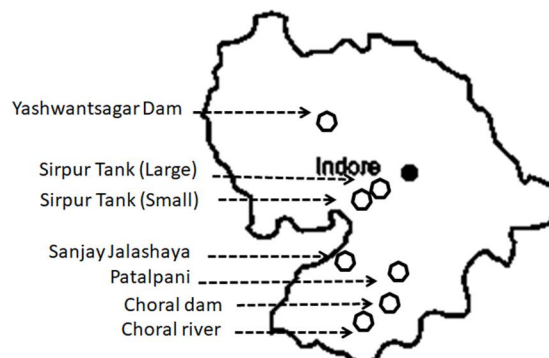 Yashwantsagar Dam
Indore
Sirpur Tank (Large)
Sirpur Tank (Small)
Sanjay Jalashaya
Patalpani
Choral dam
Choral river